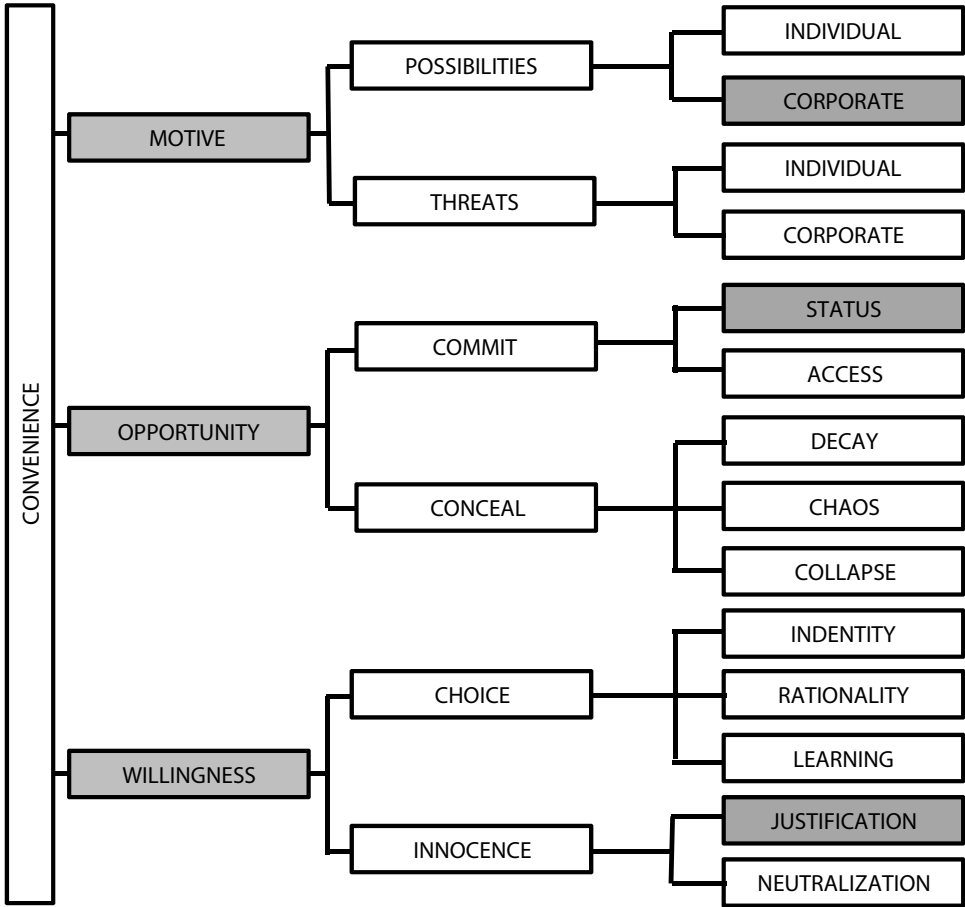 CONVENIENCE
MOTIVE
POSSIBILITIES
INDIVIDUAL
CORPORATE
THREATS
INDIVIDUAL
CORPORATE
OPPORTUNITY
COMMIT
STATUS
ACCESS
CONCEAL
DECAY
CHAOS
COLLAPSE
WILLINGNESS
CHOICE
INDENTITY
RATIONALITY
LEARNING
INNOCENCE
JUSTIFICATION
NEUTRALIZATION